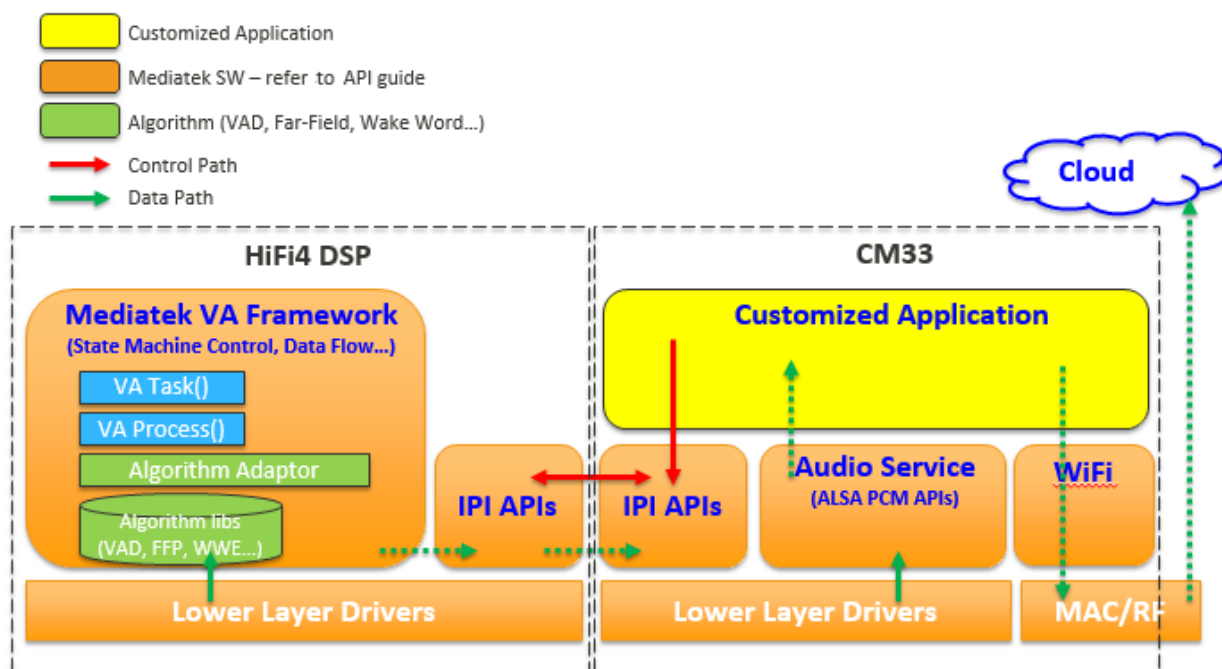 Customized Application
Mediatek SW – refer to API guide
Algorithm (VAD, Far-Field, Wake Word…)
Control Path
Data Path
Cloud
HiFi4 DSP
CM33
Mediatek VA Framework
(State Machine Control, Data Flow…)
VA Task()
VA Process()
Algorithm Adaptor
Algorithm libs
(VAD, FFP, WWE…)
IPI APIs
Customized Application
IPI APIs
Audio Service
(ALSA PCM APIs)
WiFi
Lower Layer Drivers
Lower Layer Drivers
MAC/RF